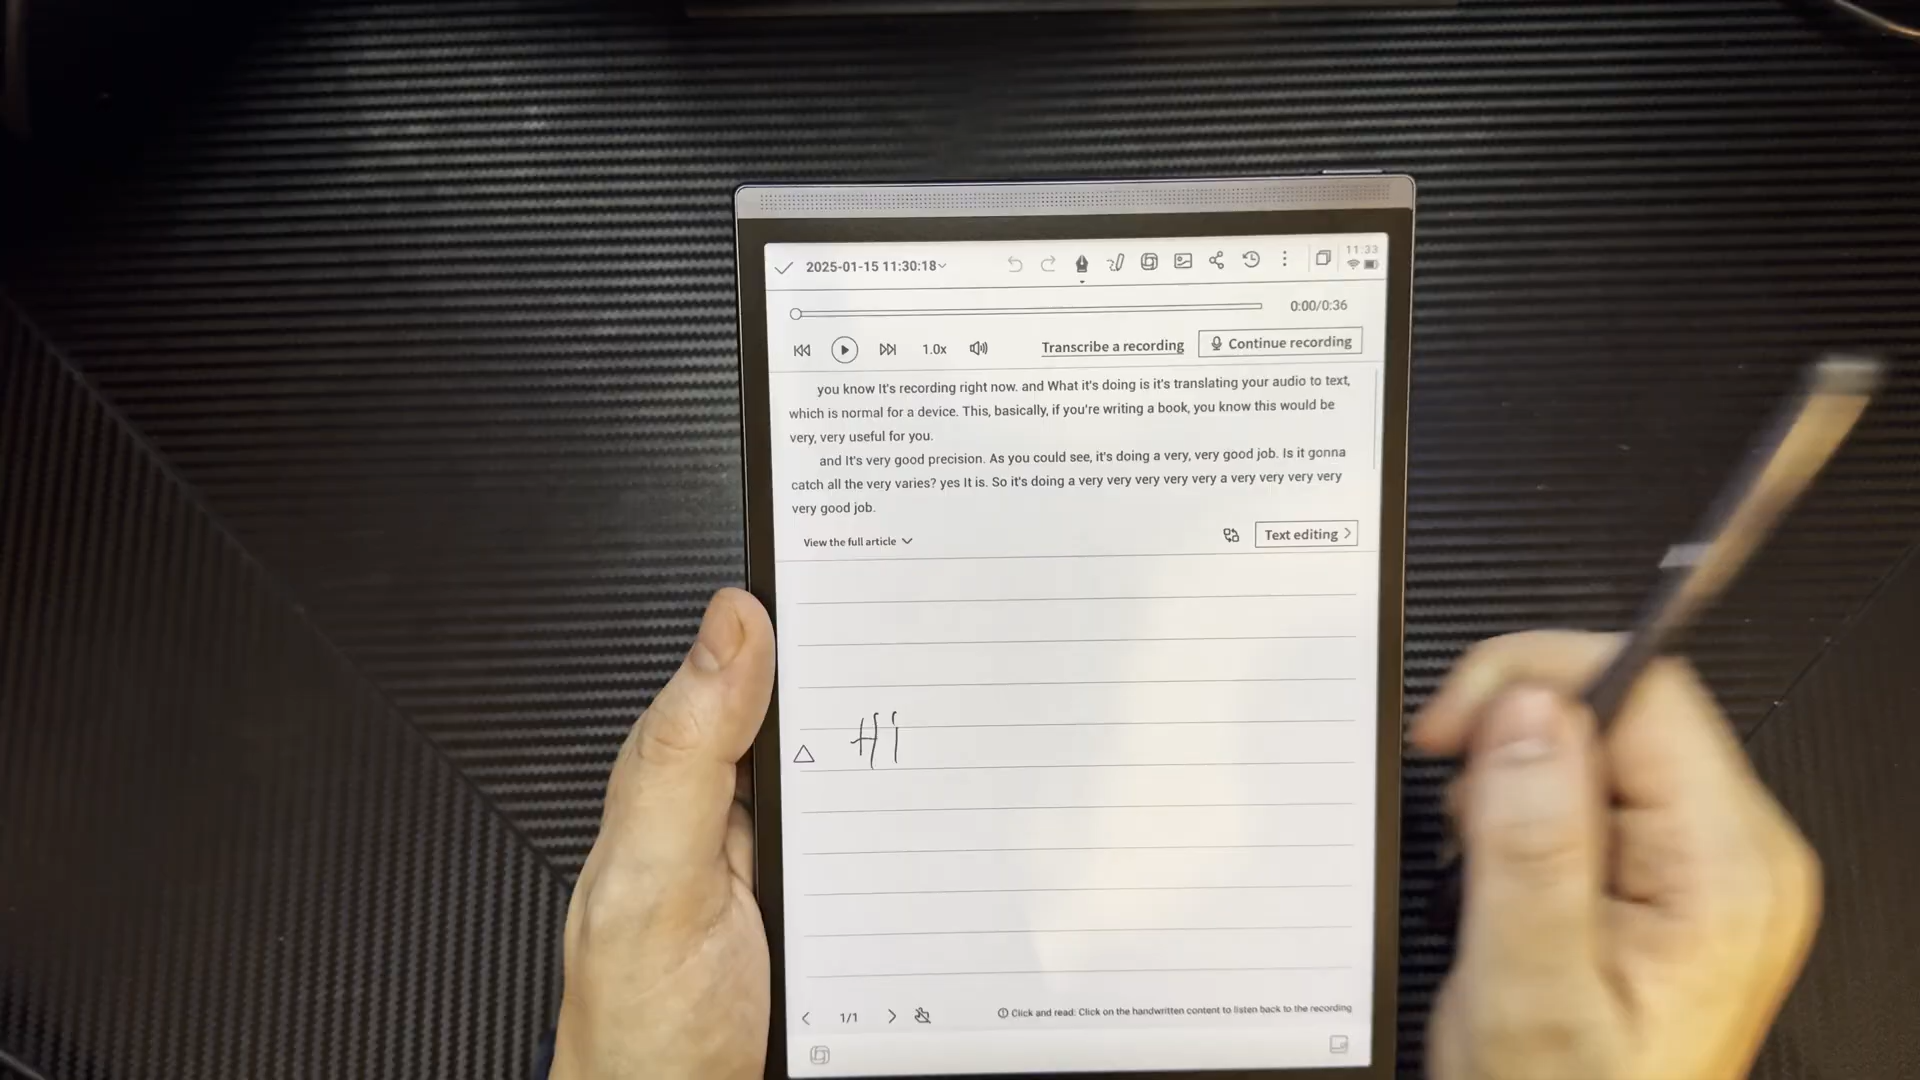 2025-01-15 11:30:18
11:33
0:00/0:36
1.0x Transcribe a recording Continue recording
you know It's recording right now. and What it's doing is it's translating your audio to text,
which is normal for a device. This, basically, if you're writing a book, you know this would be
very, very useful for you.
and It's very good precision. As you could see, it's doing a very, very good job. Is it gonna
catch all the very varies? yes It is. So it's doing a very very very very very a very very very very
very good job.
View the full article Text editing
Hi
1/1 Click and read: Click on the handwritten content to listen back to the recording